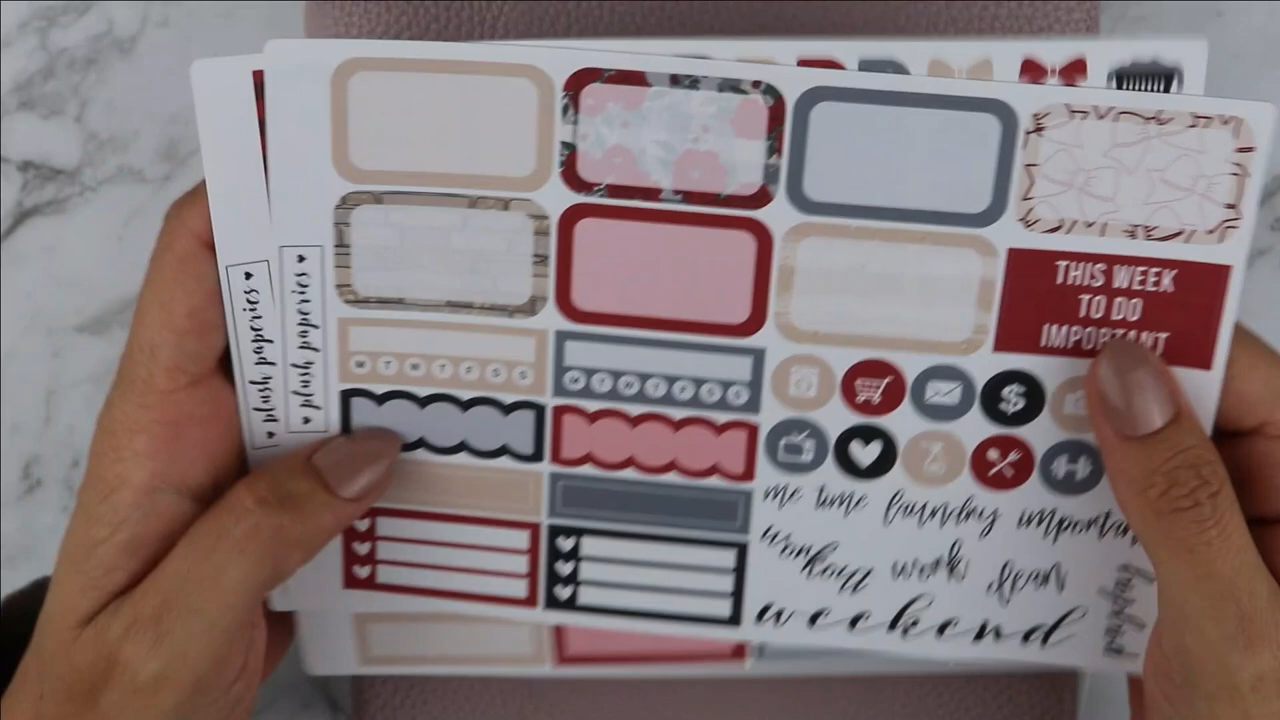 plush paperies
plush paperies
THIS WEEK
TO DO
IMPORTANT
M T W T F S S
M T W T F S S
$
me time laundry important
workout work clean
weekend